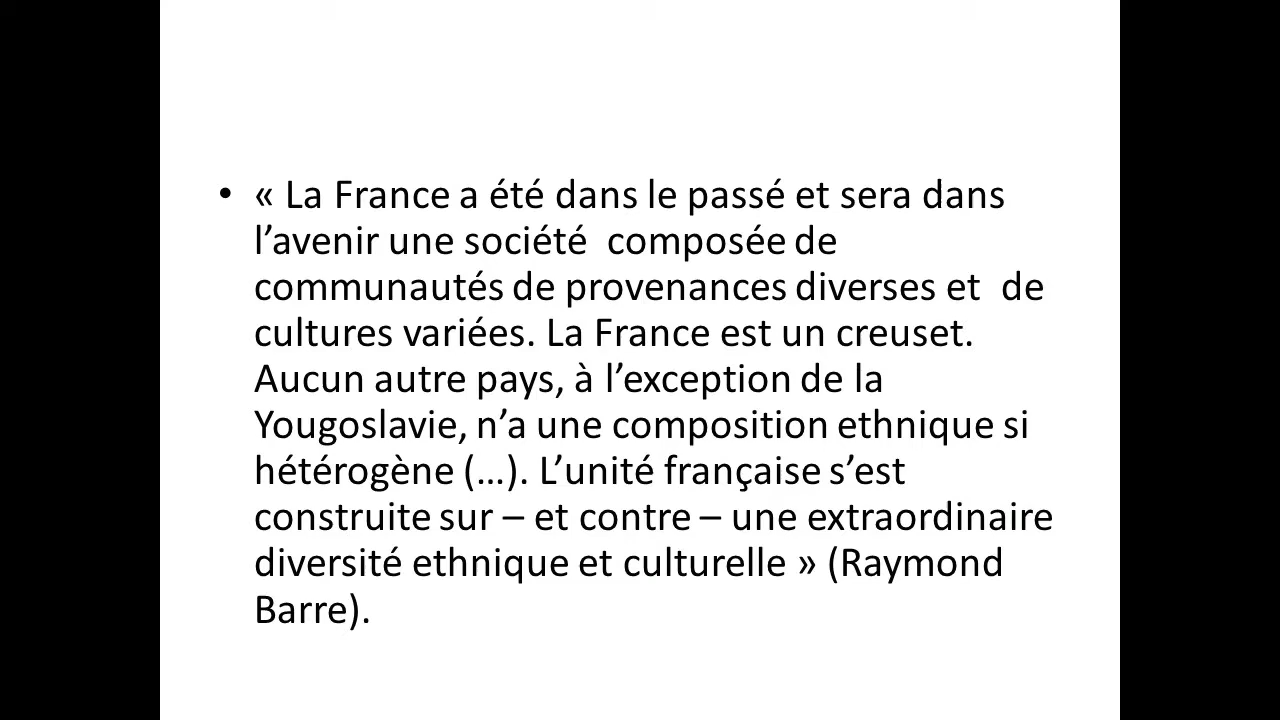 • « La France a été dans le passé et sera dans
l’avenir une société  composée de
communautés de provenances diverses et  de
cultures variées. La France est un creuset.
Aucun autre pays, à l’exception de la
Yougoslavie, n’a une composition ethnique si
hétérogène (…). L’unité française s’est
construite sur – et contre – une extraordinaire
diversité ethnique et culturelle » (Raymond
Barre).